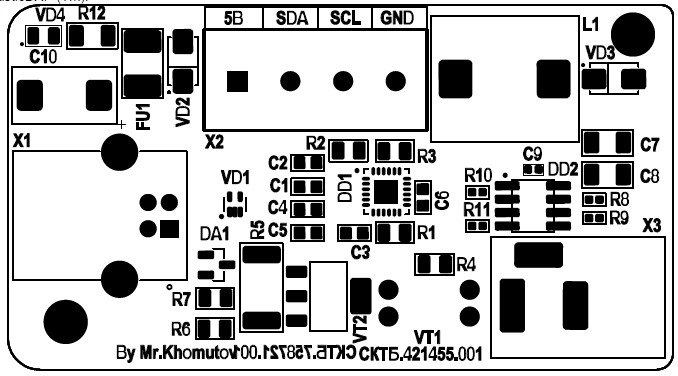 VD4 R12
5В SDA SCL GND
L1
VD3
C10
FU1
VD2
X1
X2
R2
R3
C7
C2
C9
DD2
C8
VD1
C1
DD1
C6
R10
R8
C4
R11
R9
DA1
R5
C5
C3
R1
X3
R4
R7
R6
VT2
VT1
By Mr.Khomutov
СКТБ.758721.001
СКТБ.421455.001